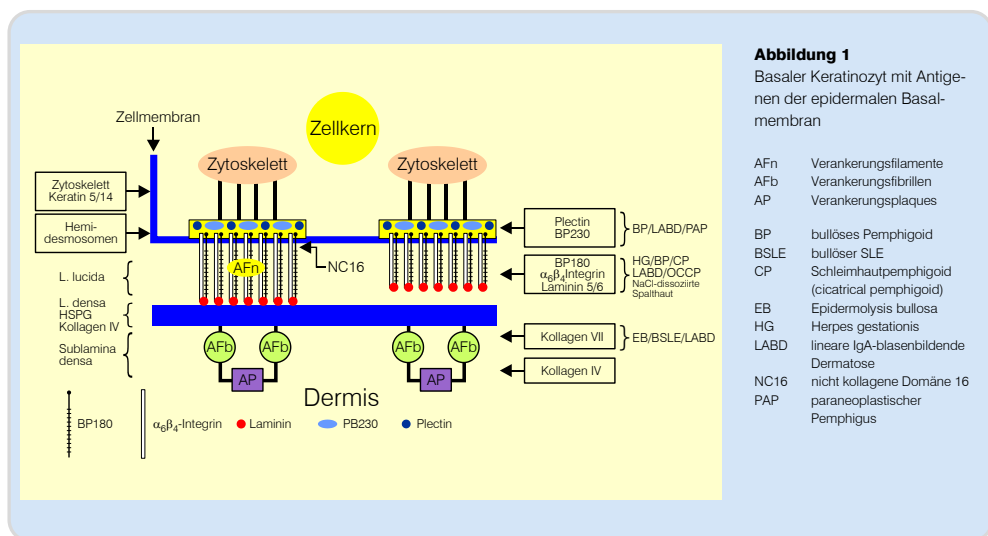 Zellmembran
Zellkern
Zytoskelett
Zytoskelett
Zytoskelett
Keratin 5/14
Hemi-
desmosomen
Plectin
BP230
BP/LABD/PAP
L. lucida
AFn
NC16
BP180
α6β4Integrin
Laminin 5/6
HG/BP/CP
LABD/OCCP
NaCl-dissoziirte
Spalthaut
L. densa
HSPG
Kollagen IV
Sublamina
densa
AFb
AFb
AP
AFb
AFb
AP
Kollagen VII
EB/BSLE/LABD
Kollagen IV
Dermis
BP180
α6β4-Integrin
Laminin
PB230
Plectin
Abbildung 1
Basaler Keratinozyt mit Antige-
nen der epidermalen Basal-
membran
AFn Verankerungsfilamente
AFb Verankerungsfibrillen
AP Verankerungsplaques
BP bullöses Pemphigoid
BSLE bullöser SLE
CP Schleimhautpemphigoid
(cicatrical pemphigoid)
EB Epidermolysis bullosa
HG Herpes gestationis
LABD lineare IgA-blasenbildende
Dermatose
NC16 nicht kollagene Domäne 16
PAP paraneoplastischer
Pemphigus